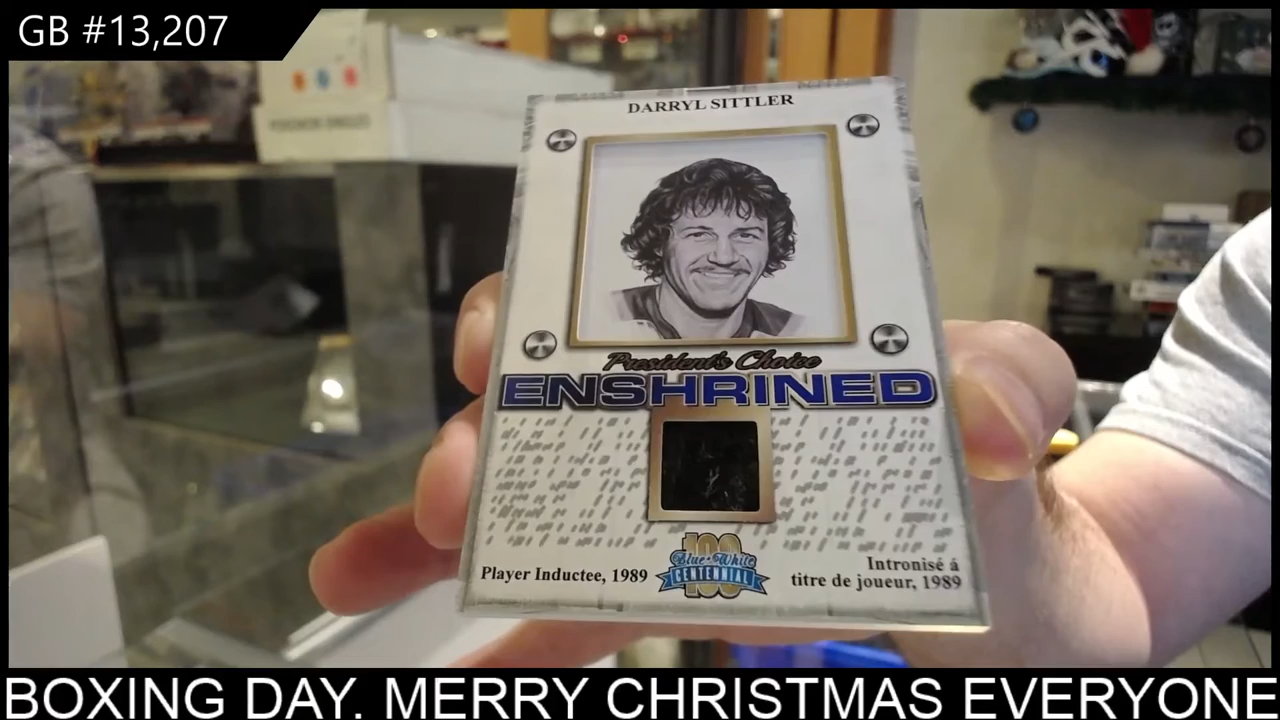 GB #13,207
DARRYL SITTLER
President's Choice
ENSHRINED
100
Blue & White
CENTENNIAL
Player Inductee, 1989
Intronisé á
titre de joueur, 1989
BOXING DAY. MERRY CHRISTMAS EVERYONE